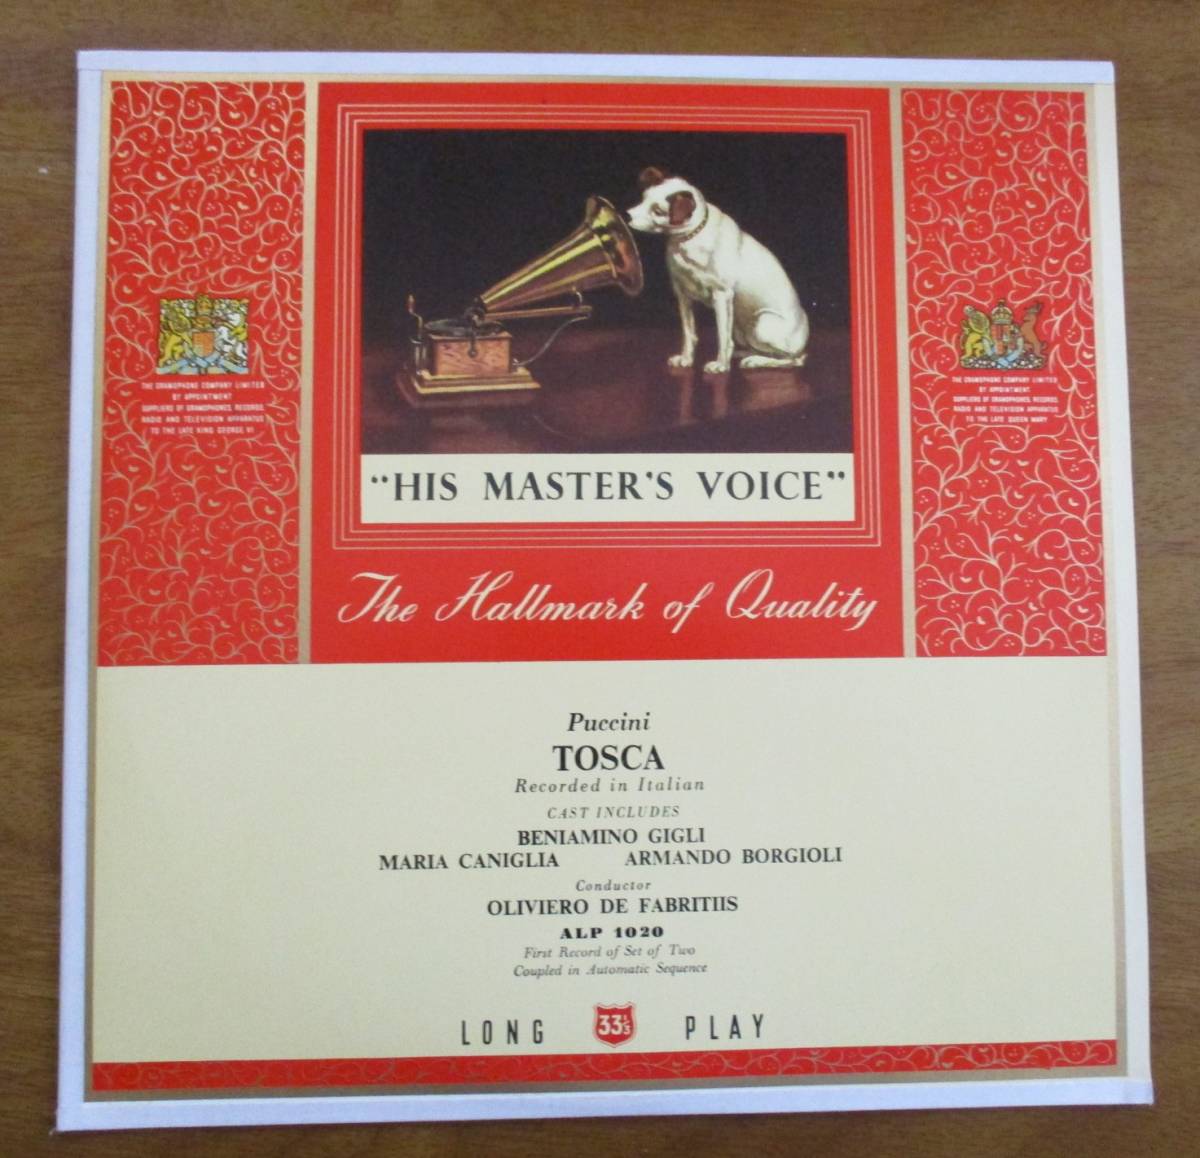 THE GRAMOPHONE COMPANY LIMITED
BY APPOINTMENT
SUPPLIERS OF GRAMOPHONES, RECORDS,
RADIO AND TELEVISION APPARATUS
TO THE LATE KING GEORGE VI
THE GRAMOPHONE COMPANY LIMITED
BY APPOINTMENT
SUPPLIERS OF GRAMOPHONES, RECORDS
RADIO AND TELEVISION APPARATUS
TO THE LATE QUEEN MARY
“HIS MASTER'S VOICE”
The Hallmark of Quality
Puccini
TOSCA
Recorded in Italian
CAST INCLUDES
BENIAMINO GIGLI
MARIA CANIGLIA ARMANDO BORGIOLI
Conductor
OLIVIERO DE FABRITIIS
ALP 1020
First Record of Set of Two
Coupled in Automatic Sequence
LONG 33⅓ PLAY